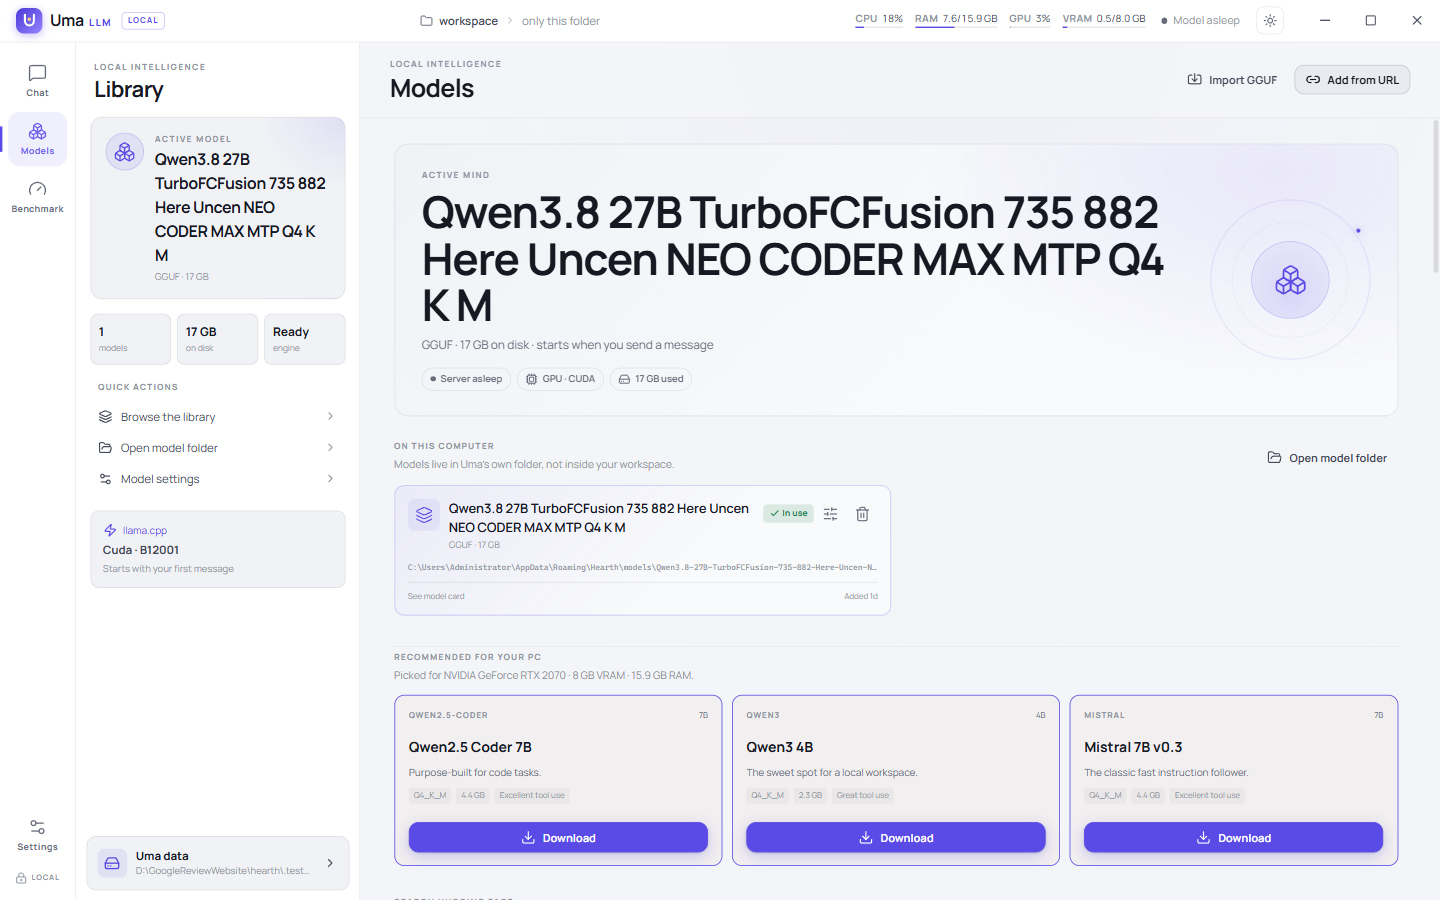 Uma LLM LOCAL
workspace > only this folder
CPU 18% RAM 7.6/15.9 GB GPU 3% VRAM 0.5/8.0 GB Model asleep
Chat
Models
Benchmark
Settings
LOCAL
LOCAL INTELLIGENCE
Library
ACTIVE MODEL
Qwen3.8 27B
TurboFCFusion 735 882
Here Uncen NEO
CODER MAX MTP Q4 K
M
GGUF · 17 GB
1
models
17 GB
on disk
Ready
engine
QUICK ACTIONS
Browse the library
Open model folder
Model settings
llama.cpp
Cuda · B12001
Starts with your first message
Uma data
D:\GoogleReviewWebsite\hearth\.test...
LOCAL INTELLIGENCE
Models
Import GGUF
Add from URL
ACTIVE MIND
Qwen3.8 27B TurboFCFusion 735 882
Here Uncen NEO CODER MAX MTP Q4
K M
GGUF · 17 GB on disk · starts when you send a message
Server asleep
GPU · CUDA
17 GB used
ON THIS COMPUTER
Models live in Uma's own folder, not inside your workspace.
Open model folder
Qwen3.8 27B TurboFCFusion 735 882 Here Uncen
NEO CODER MAX MTP Q4 K M
In use
GGUF · 17 GB
C:\Users\Administrator\AppData\Roaming\Hearth\models\Qwen3.8-27B-TurboFCFusion-735-882-Here-Uncen-N…
See model card
Added 1d
RECOMMENDED FOR YOUR PC
Picked for NVIDIA GeForce RTX 2070 · 8 GB VRAM · 15.9 GB RAM.
QWEN2.5-CODER 7B
Qwen2.5 Coder 7B
Purpose-built for code tasks.
Q4_K_M 4.4 GB Excellent tool use
Download
QWEN3 4B
Qwen3 4B
The sweet spot for a local workspace.
Q4_K_M 2.3 GB Great tool use
Download
MISTRAL 7B
Mistral 7B v0.3
The classic fast instruction follower.
Q4_K_M 4.4 GB Excellent tool use
Download